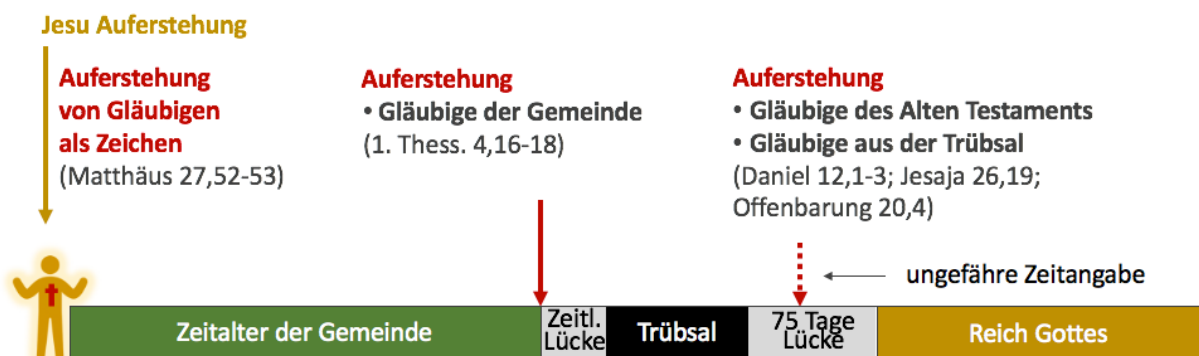 Jesu Auferstehung
Auferstehung
von Gläubigen
als Zeichen
(Matthäus 27,52-53)
Auferstehung
• Gläubige der Gemeinde
(1. Thess. 4,16-18)
Auferstehung
• Gläubige des Alten Testaments
• Gläubige aus der Trübsal
(Daniel 12,1-3; Jesaja 26,19;
Offenbarung 20,4)
ungefähre Zeitangabe
Zeitalter der Gemeinde
Zeitl.
Lücke
Trübsal
75 Tage
Lücke
Reich Gottes